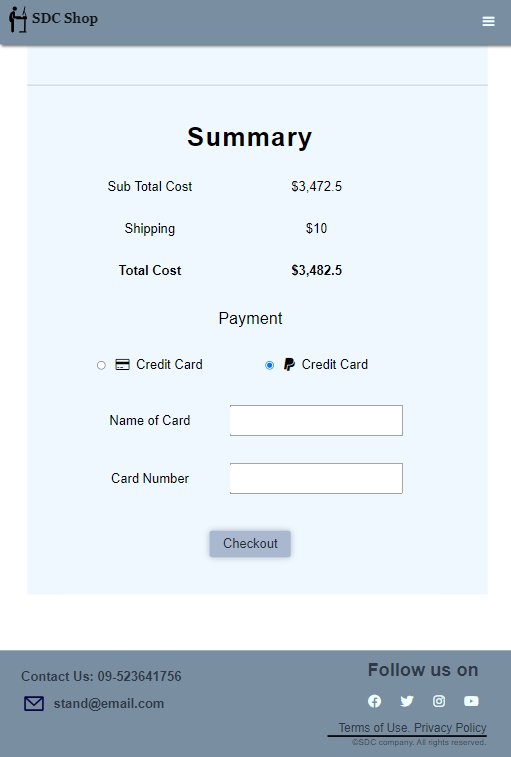 SDC Shop
Summary
Sub Total Cost $3,472.5
Shipping $10
Total Cost $3,482.5
Payment
Credit Card Credit Card
Name of Card
Card Number
Checkout
Contact Us: 09-523641756
stand@email.com
Follow us on
Terms of Use. Privacy Policy
©SDC company. All rights reserved.